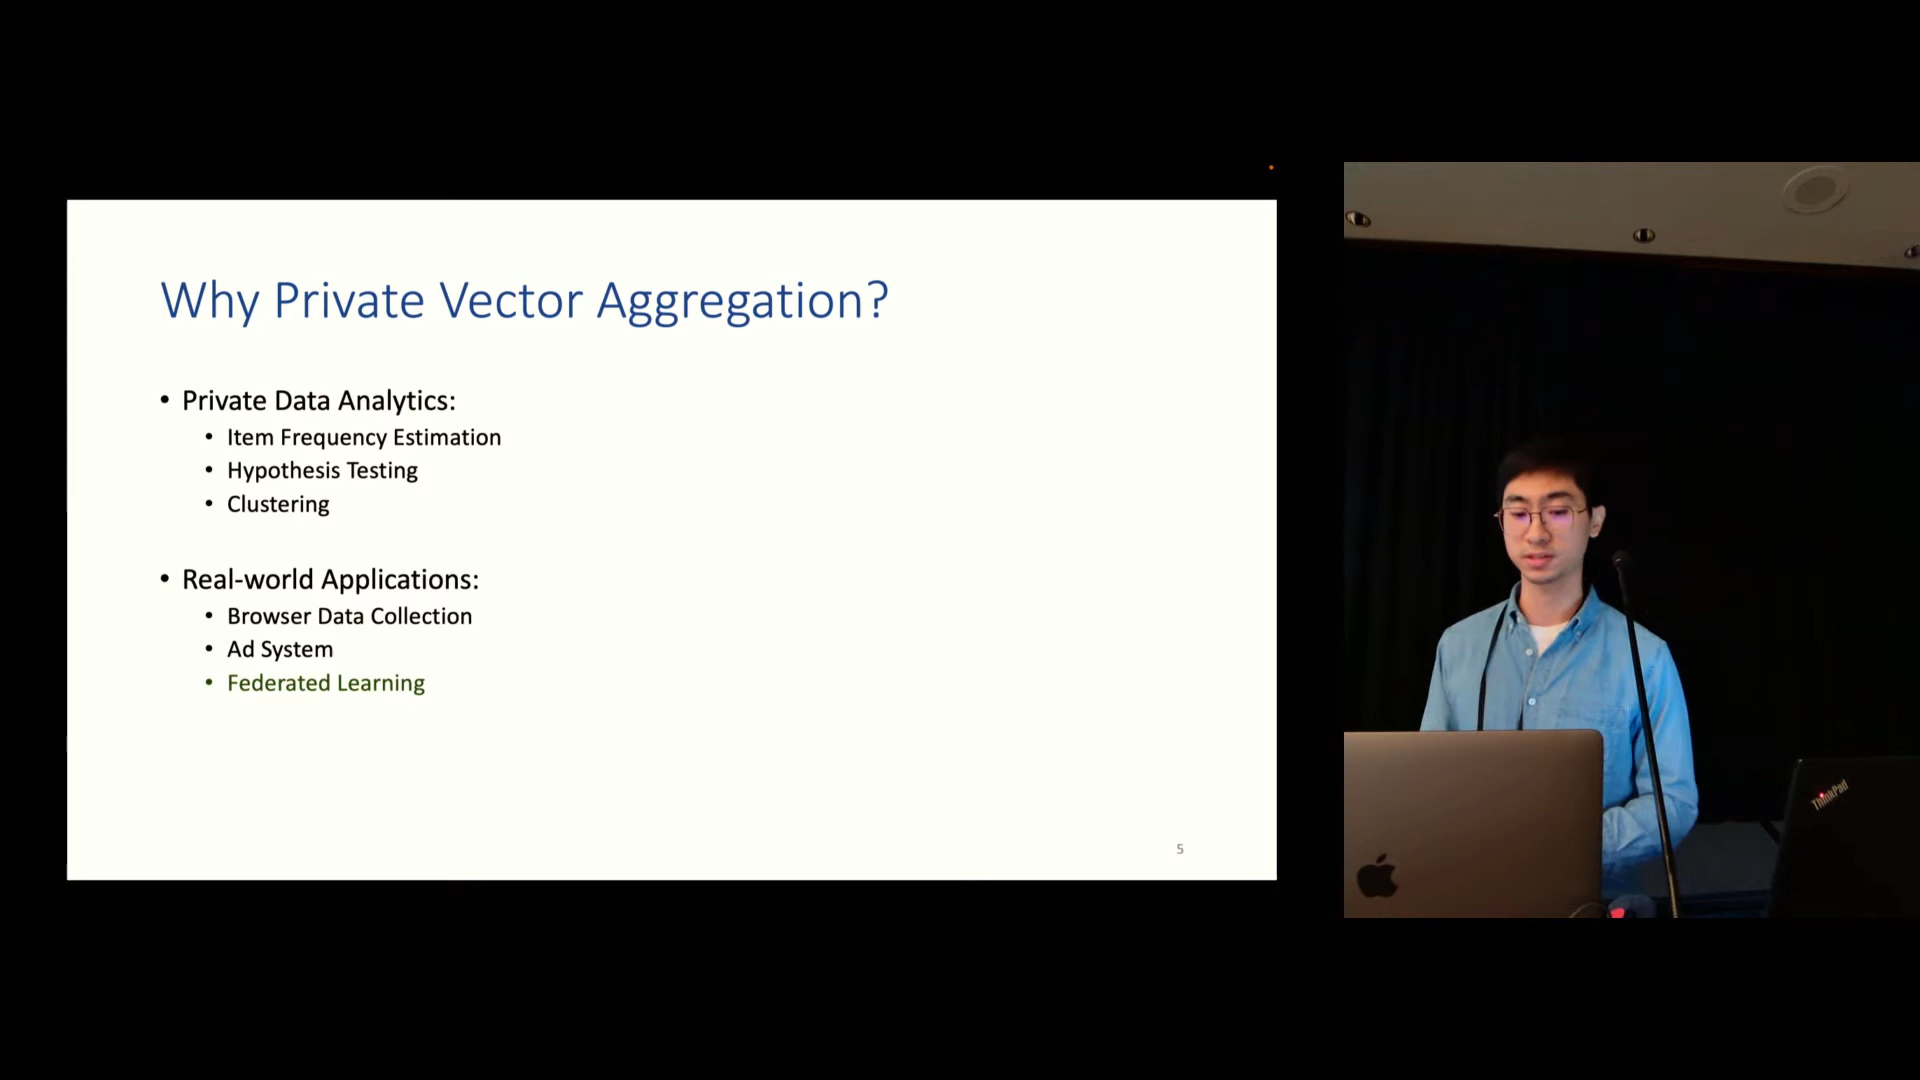 Why Private Vector Aggregation?
• Private Data Analytics:
• Item Frequency Estimation
• Hypothesis Testing
• Clustering
• Real-world Applications:
• Browser Data Collection
• Ad System
• Federated Learning
5
ThinkPad